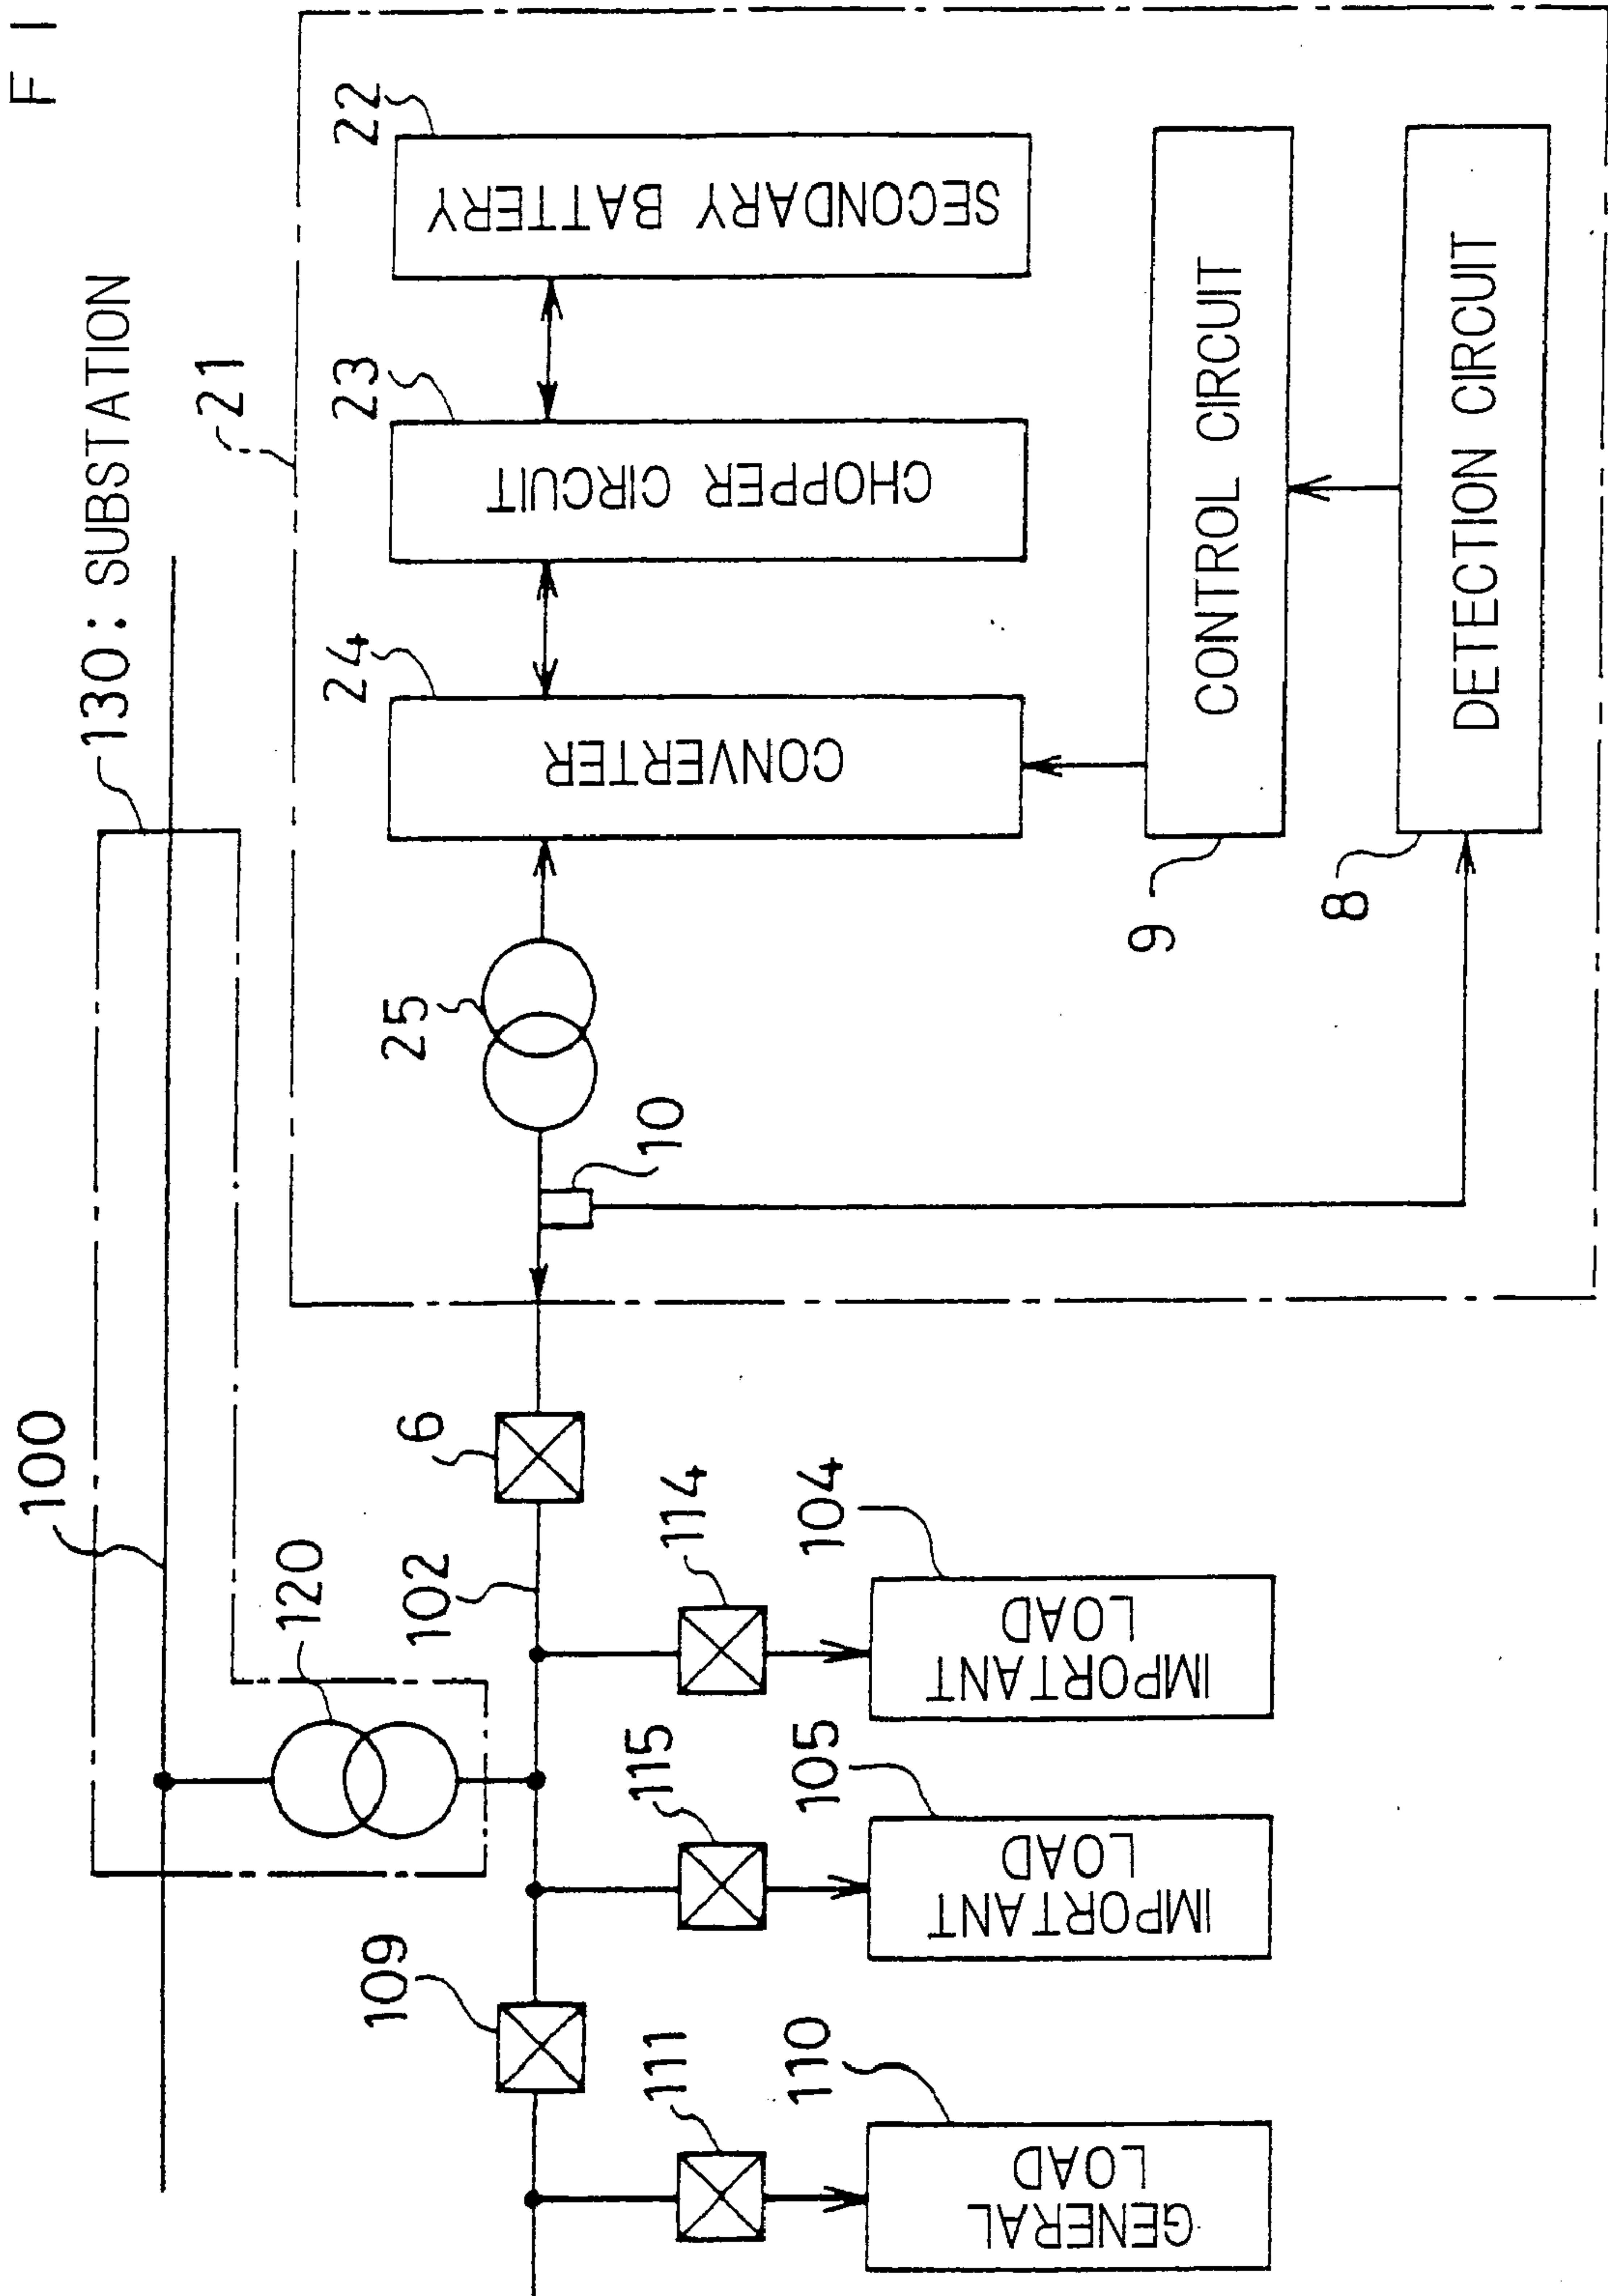 F I
130: SUBSTATION
100
120
21
22
SECONDARY BATTERY
23
CHOPPER CIRCUIT
24
CONVERTER
25
10
CONTROL CIRCUIT
9
DETECTION CIRCUIT
8
6
102
114
104
IMPORTANT
LOAD
115
105
IMPORTANT
LOAD
109
111
110
GENERAL
LOAD